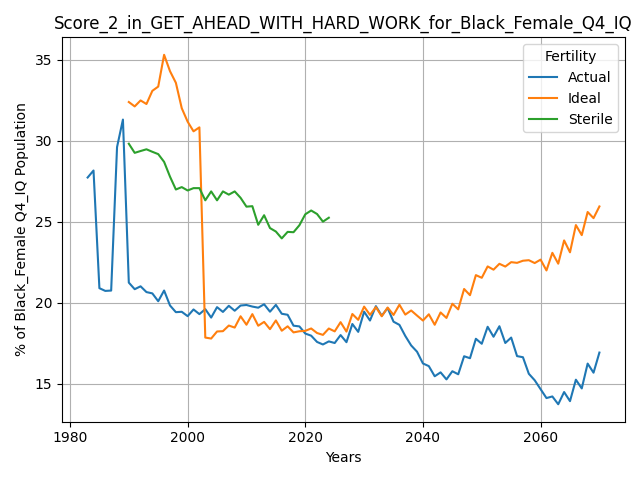 Score_2_in_GET_AHEAD_WITH_HARD_WORK_for_Black_Female_Q4_IQ
% of Black_Female Q4_IQ Population
35
30
25
20
15
Fertility
Actual
Ideal
Sterile
1980
2000
2020
2040
2060
Years